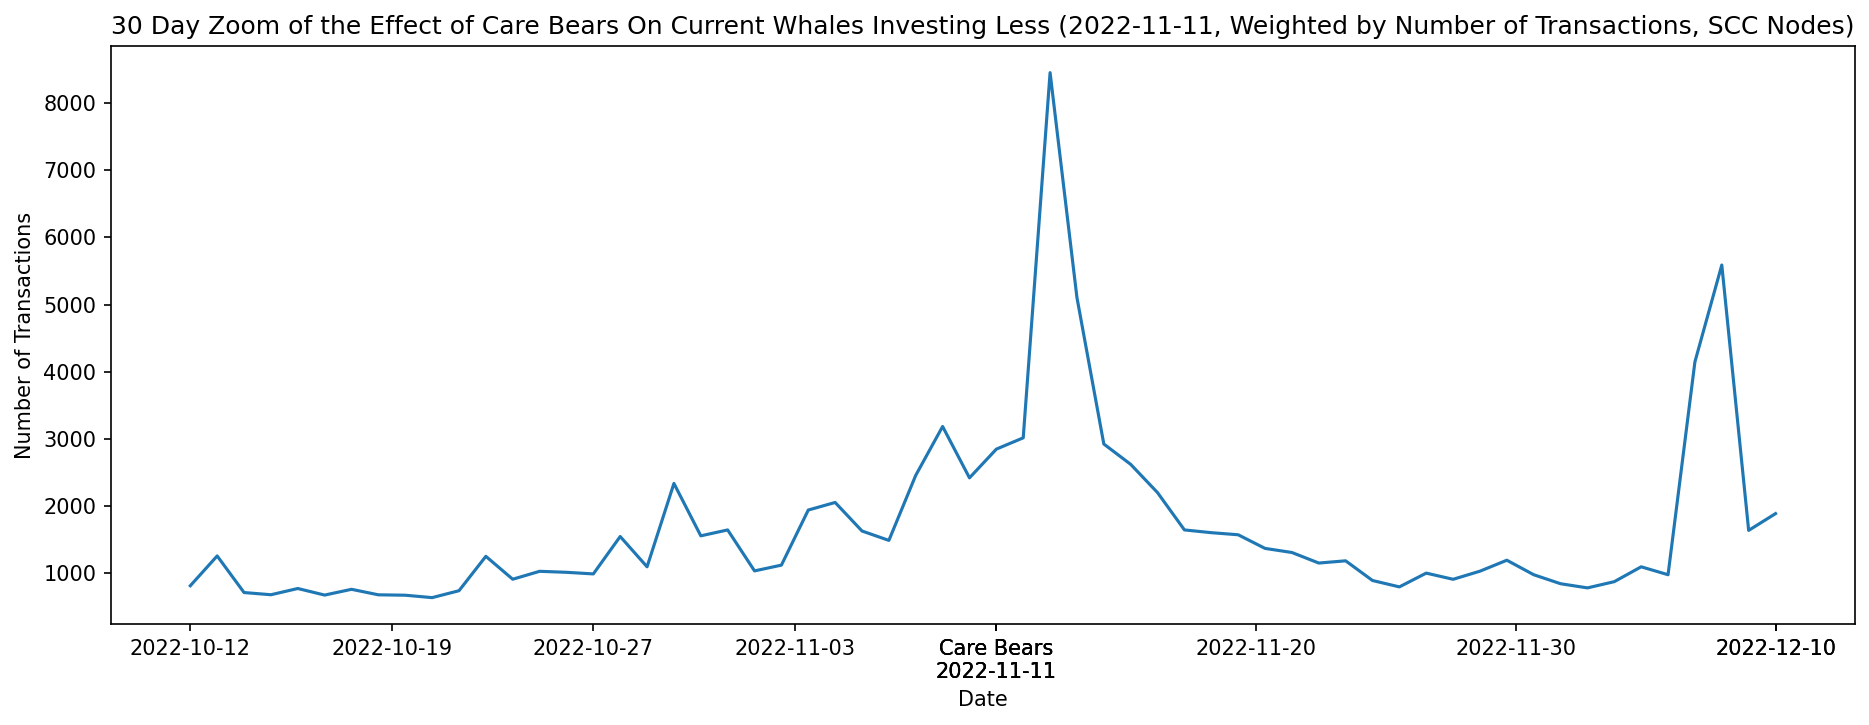 30 Day Zoom of the Effect of Care Bears On Current Whales Investing Less (2022-11-11, Weighted by Number of Transactions, SCC Nodes)
Number of Transactions
8000
7000
6000
5000
4000
3000
2000
1000
2022-10-12 2022-10-19 2022-10-27 2022-11-03 Care Bears 2022-11-20 2022-11-30 2022-12-10
2022-11-11
Date